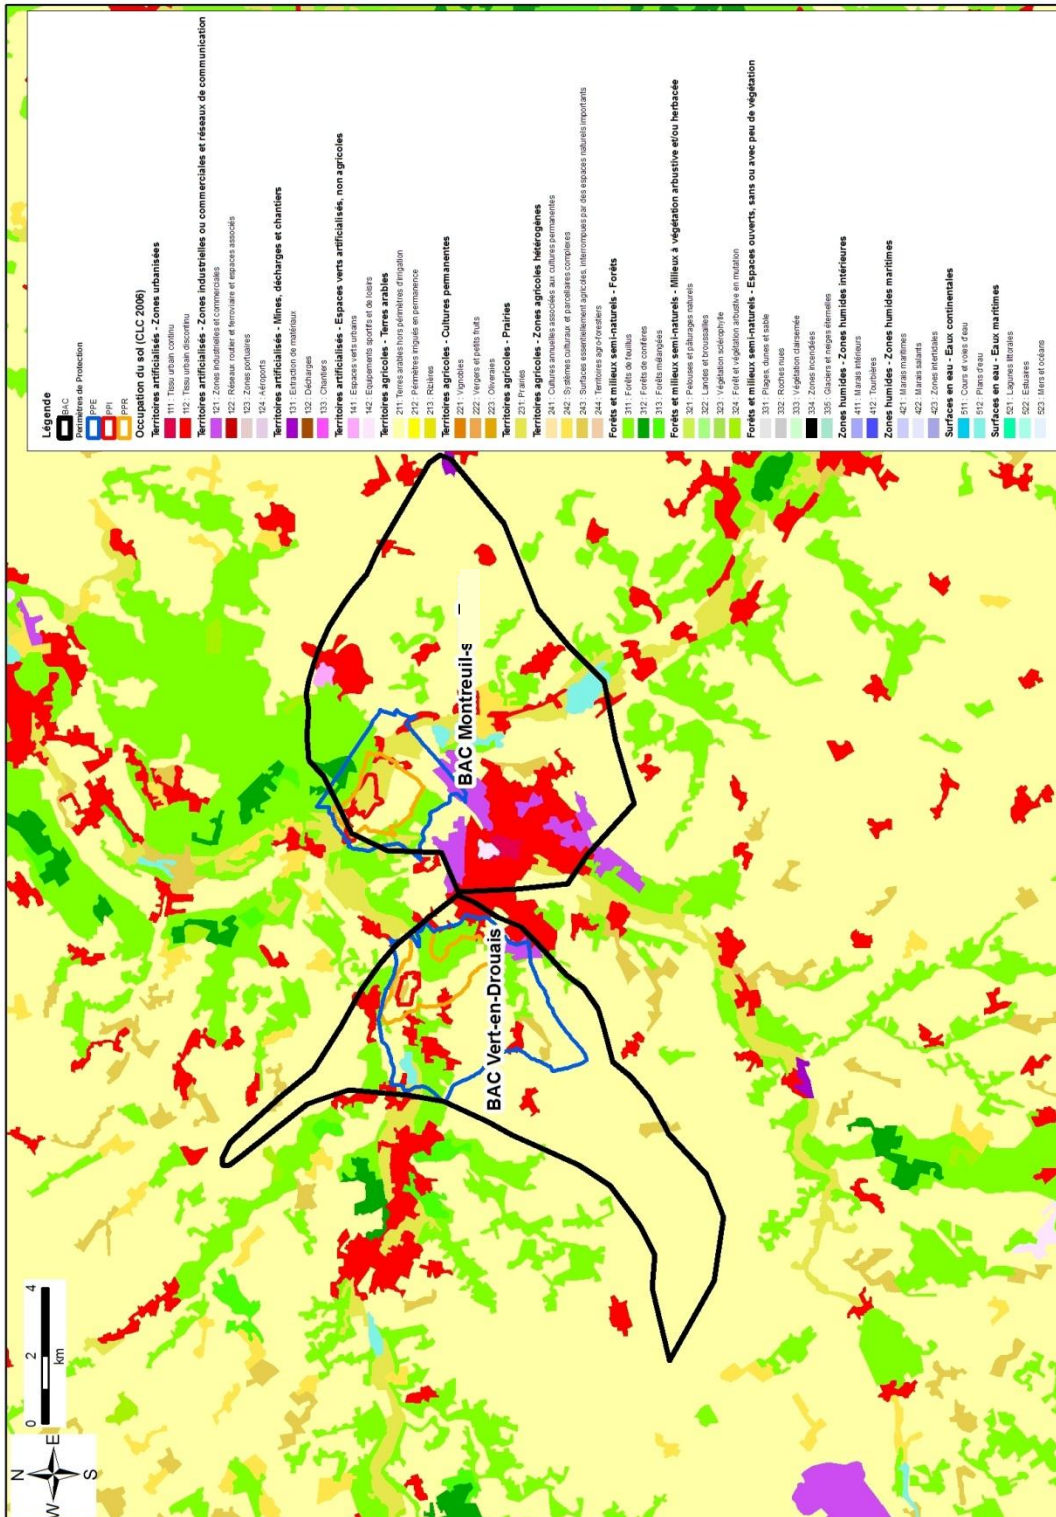 Légende
BAC
Périmètres de Protection
PPE
PPI
PPR
Occupation du sol (CLC 2006)
Territoires artificialisés - Zones urbanisées
111 : Tissu urbain continu
112 : Tissu urbain discontinu
Territoires artificialisés - Zones industrielles ou commerciales et réseaux de communication
121 : Zones industrielles et commerciales
122 : Réseaux routier et ferroviaire et espaces associés
123 : Zones portuaires
124 : Aéroports
Territoires artificialisés - Mines, décharges et chantiers
131 : Extraction de matériaux
132 : Décharges
133 : Chantiers
Territoires artificialisés - Espaces verts artificialisés, non agricoles
141 : Espaces verts urbains
142 : Equipements sportifs et de loisirs
Territoires agricoles - Terres arables
211 : Terres arables hors périmètres d'irrigation
212 : Périmètres irrigués en permanence
213 : Rizières
Territoires agricoles - Cultures permanentes
221 : Vignobles
222 : Vergers et petits fruits
223 : Oliveraies
Territoires agricoles - Prairies
231 : Prairies
Territoires agricoles - Zones agricoles hétérogènes
241 : Cultures annuelles associées aux cultures permanentes
242 : Systèmes culturaux et parcellaires complexes
243 : Surfaces essentiellement agricoles, interrompues par des espaces naturels importants
244 : Territoires agro-forestiers
Forêts et milieux semi-naturels - Forêts
311 : Forêts de feuillus
312 : Forêts de conifères
313 : Forêts mélangées
Forêts et milieux semi-naturels - Milieux à végétation arbustive et/ou herbacée
321 : Pelouses et pâturages naturels
322 : Landes et broussailles
323 : Végétation sclérophylle
324 : Forêt et végétation arbustive en mutation
Forêts et milieux semi-naturels - Espaces ouverts, sans ou avec peu de végétation
331 : Plages, dunes et sable
332 : Roches nues
333 : Végétation clairsemée
334 : Zones incendiées
335 : Glaciers et neiges éternelles
Zones humides - Zones humides intérieures
411 : Marais intérieurs
412 : Tourbières
Zones humides - Zones humides maritimes
421 : Marais maritimes
422 : Marais salants
423 : Zones intertidales
Surfaces en eau - Eaux continentales
511 : Cours et voies d'eau
512 : Plans d'eau
Surfaces en eau - Eaux maritimes
521 : Lagunes littorales
522 : Estuaires
523 : Mers et océans
BAC Montreuil-s
BAC Vert-en-Drouais
0 2 4
km
N
W E
S